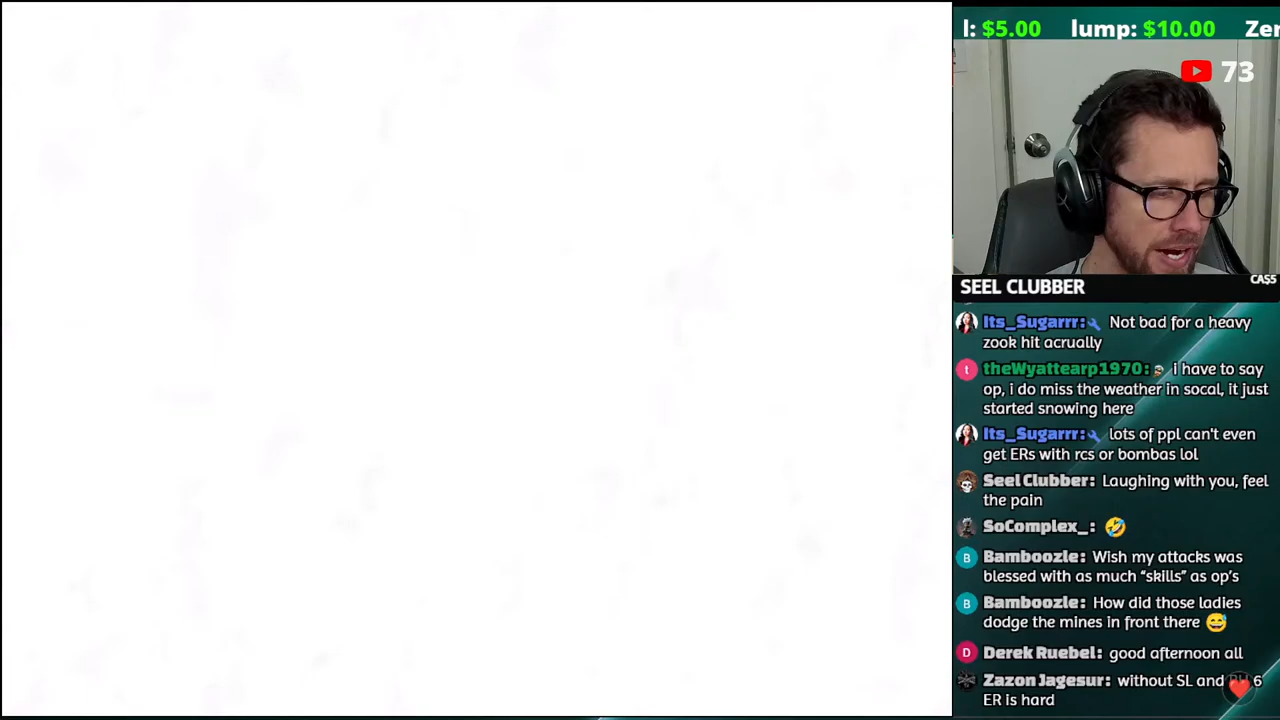 l: $5.00 lump: $10.00 Zer
73
SEEL CLUBBER
CA$5
Its_Sugarrr: Not bad for a heavy
zook hit acrually
theWyattearp1970: i have to say
op, i do miss the weather in socal, it just
started snowing here
Its_Sugarrr: lots of ppl can't even
get ERs with rcs or bombas lol
Seel Clubber: Laughing with you, feel
the pain
SoComplex_: 🤣
Bamboozle: Wish my attacks was
blessed with as much “skills” as op’s
Bamboozle: How did those ladies
dodge the mines in front there 😅
Derek Ruebel: good afternoon all
Zazon Jagesur: without SL and 6
ER is hard